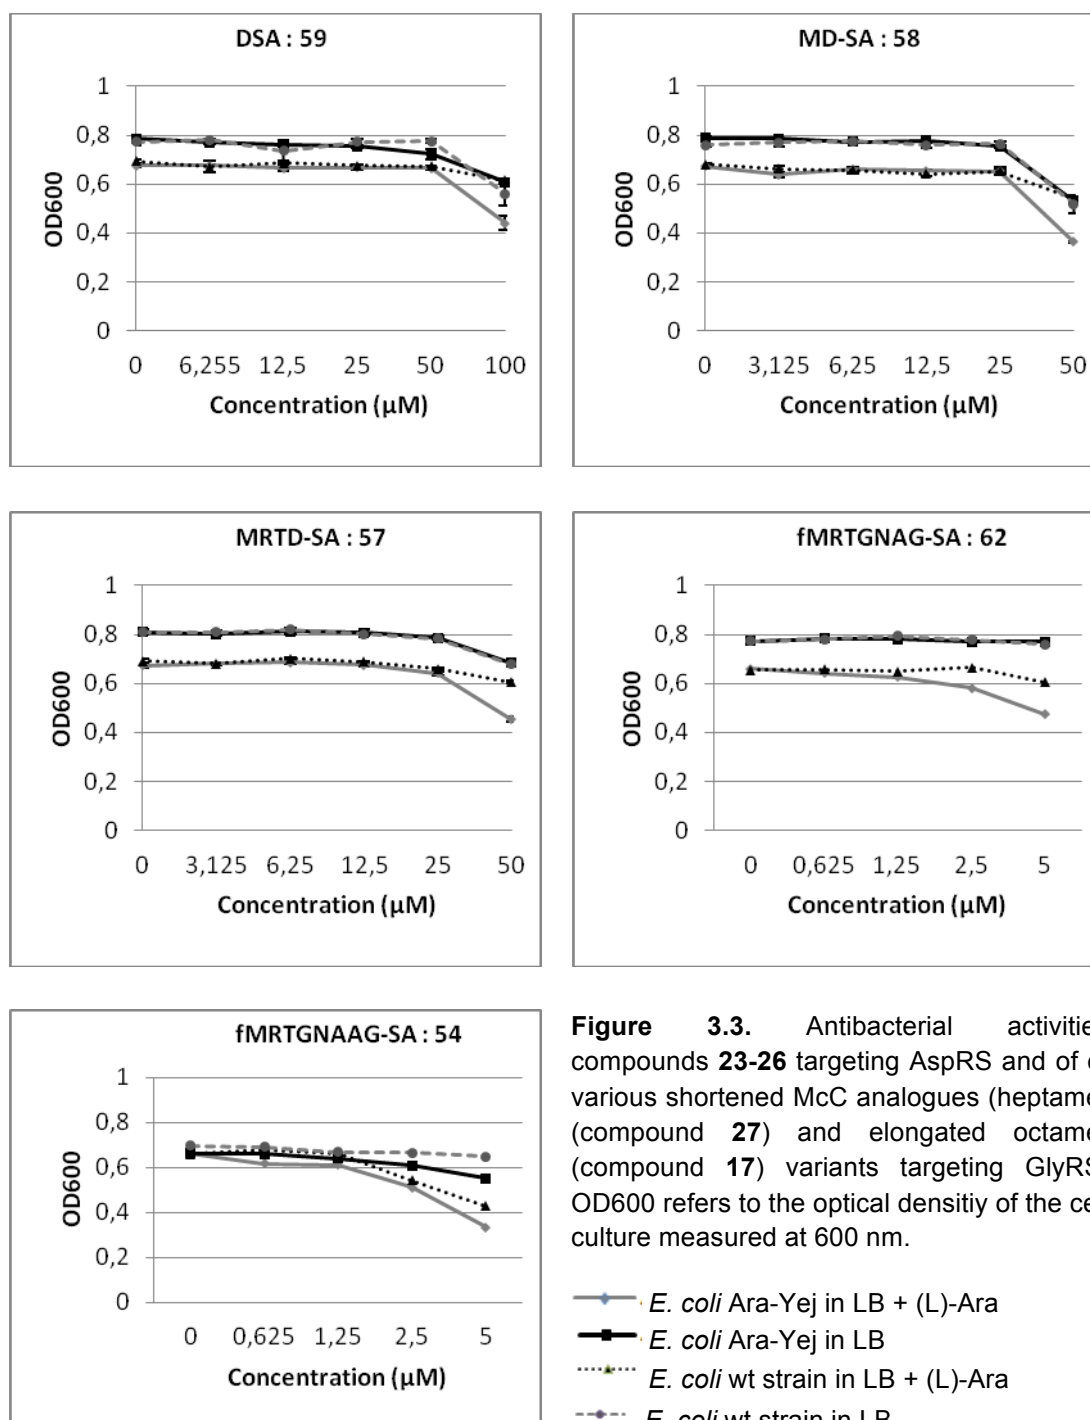 DSA : 59
1
0,8
0,6
0,4
0,2
0
OD600
0 6,255 12,5 25 50 100
Concentration (µM)
MD-SA : 58
1
0,8
0,6
0,4
0,2
0
OD600
0 3,125 6,25 12,5 25 50
Concentration (µM)
MRTD-SA : 57
1
0,8
0,6
0,4
0,2
0
OD600
0 3,125 6,25 12,5 25 50
Concentration (µM)
fMRTGNAG-SA : 62
1
0,8
0,6
0,4
0,2
0
OD600
0 0,625 1,25 2,5 5
Concentration (µM)
fMRTGNAAG-SA : 54
1
0,8
0,6
0,4
0,2
0
OD600
0 0,625 1,25 2,5 5
Concentration (µM)
Figure 3.3. Antibacterial activitie
compounds 23-26 targeting AspRS and of
various shortened McC analogues (heptame
(compound 27) and elongated octame
(compound 17) variants targeting GlyRS
OD600 refers to the optical densitiy of the ce
culture measured at 600 nm.
E. coli Ara-Yej in LB + (L)-Ara
E. coli Ara-Yej in LB
E. coli wt strain in LB + (L)-Ara
E. coli wt strain in LB